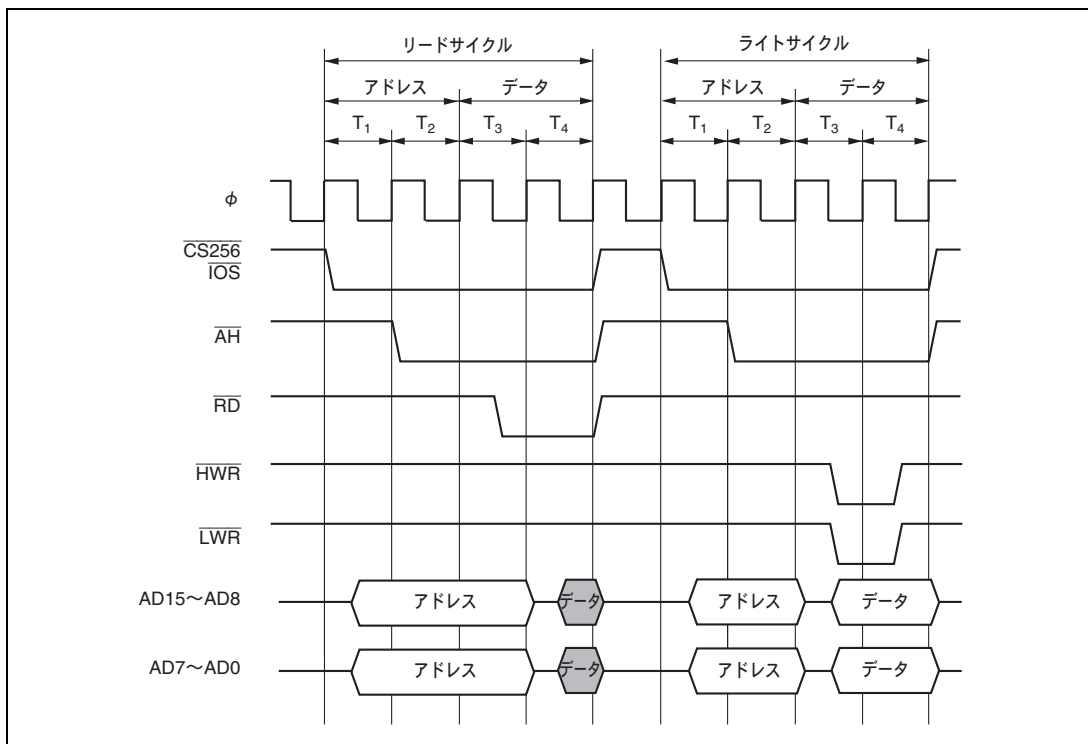 リードサイクル ライトサイクル
アドレス データ アドレス データ
T₁ T₂ T₃ T₄ T₁ T₂ T₃ T₄
φ
CS256
IOS
AH
RD
HWR
LWR
AD15～AD8 アドレス データ アドレス データ
AD7～AD0 アドレス データ アドレス データ